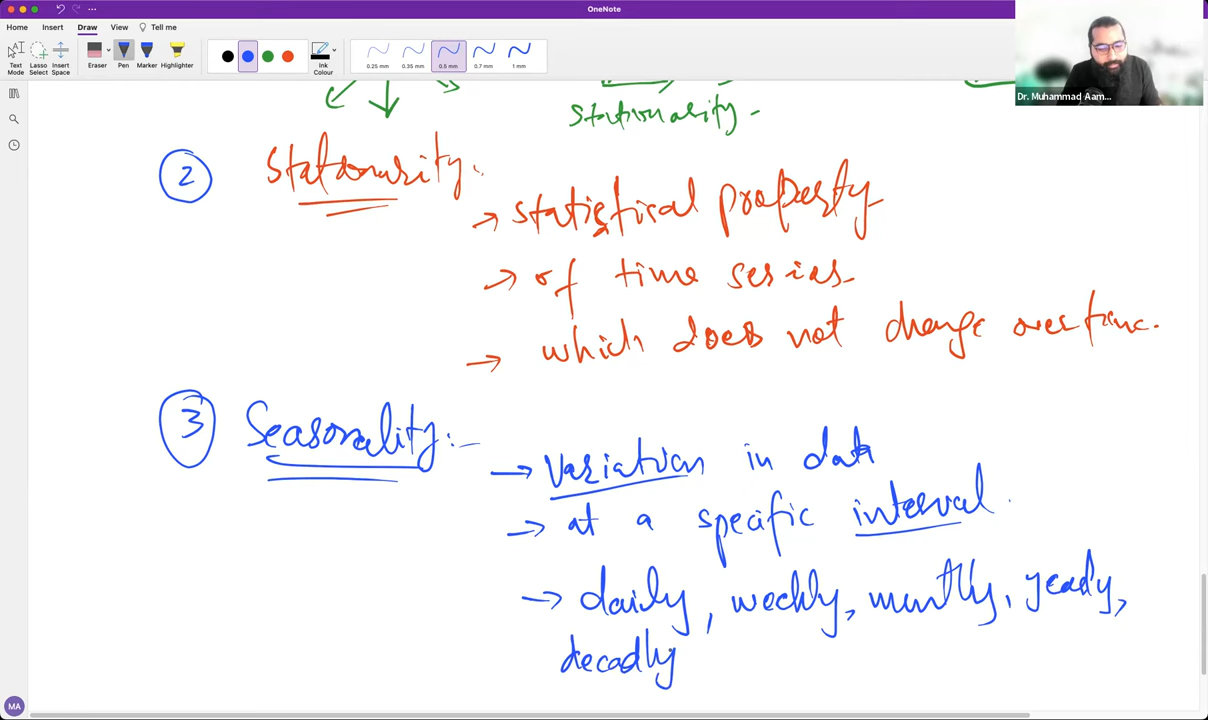 OneNote
Home Insert Draw View Tell me
Text Mode Lasso Select Insert Space Eraser Pen Marker Highlighter Ink Colour 0.25 mm 0.35 mm 0.5 mm 0.7 mm 1 mm
Dr. Muhammad Aam...
Stationarity -
2 Stationarity:
→ statistical property
→ of time series
→ which does not change over time.
3 Seasonality:-
→ Variation in data
→ at a specific interval.
→ daily, weekly, monthly, yearly,
decadly
MA